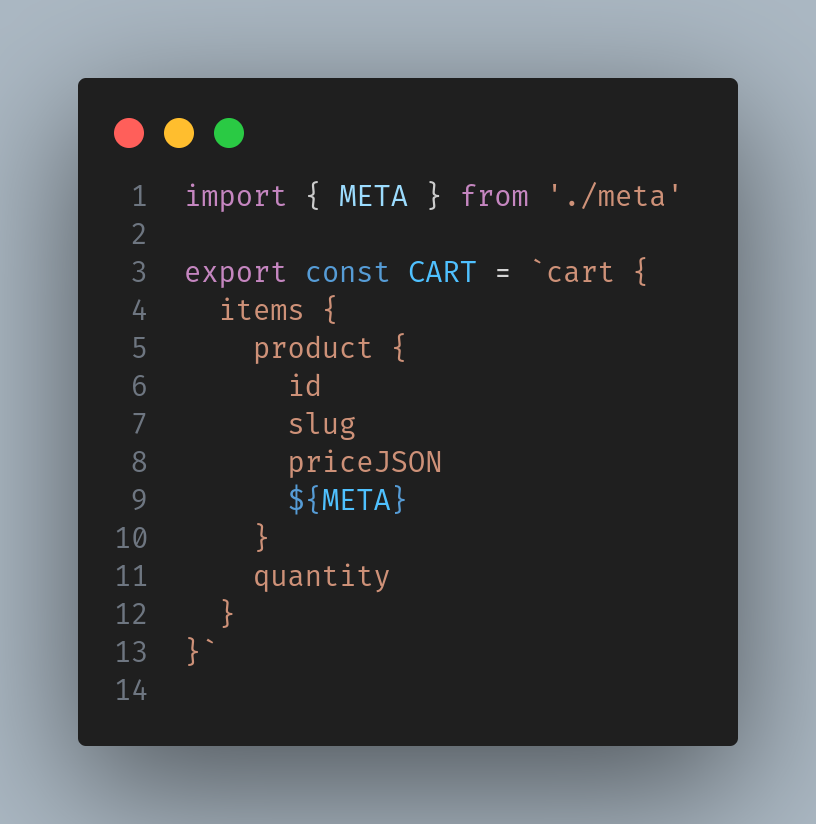 1 import { META } from './meta'
2
3 export const CART = `cart {
4   items {
5     product {
6       id
7       slug
8       priceJSON
9       ${META}
10     }
11     quantity
12   }
13 }`
14